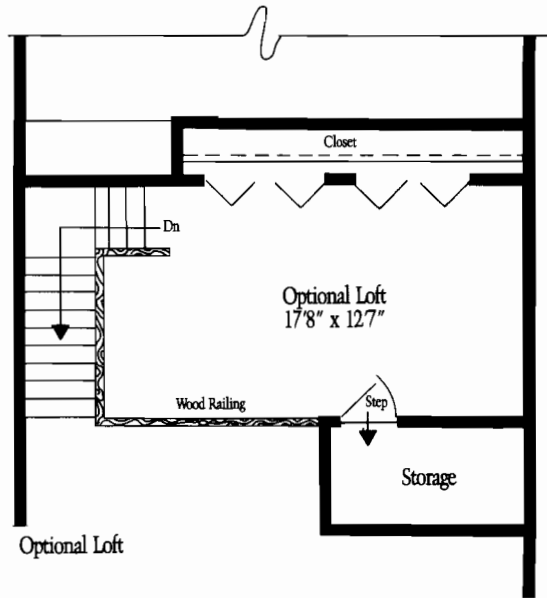 Closet
Dn
Optional Loft
17'8" x 12'7"
Wood Railing
Step
Storage
Optional Loft